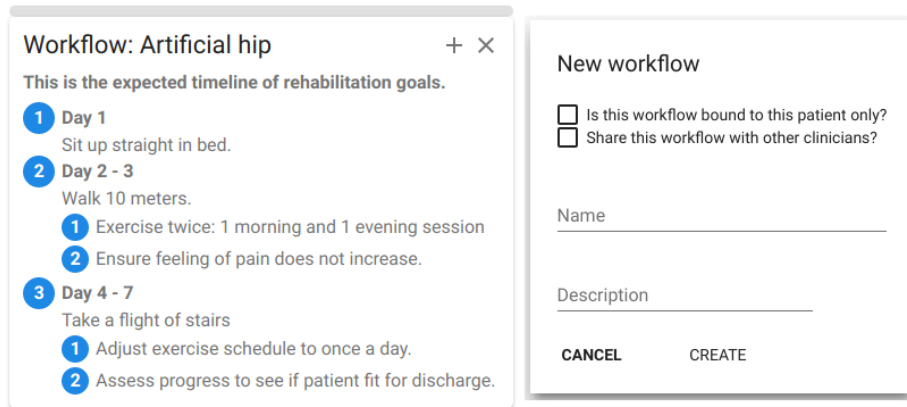 Workflow: Artificial hip
This is the expected timeline of rehabilitation goals.
1 Day 1
Sit up straight in bed.
2 Day 2 - 3
Walk 10 meters.
1 Exercise twice: 1 morning and 1 evening session
2 Ensure feeling of pain does not increase.
3 Day 4 - 7
Take a flight of stairs
1 Adjust exercise schedule to once a day.
2 Assess progress to see if patient fit for discharge.
New workflow
Is this workflow bound to this patient only?
Share this workflow with other clinicians?
Name
Description
CANCEL CREATE